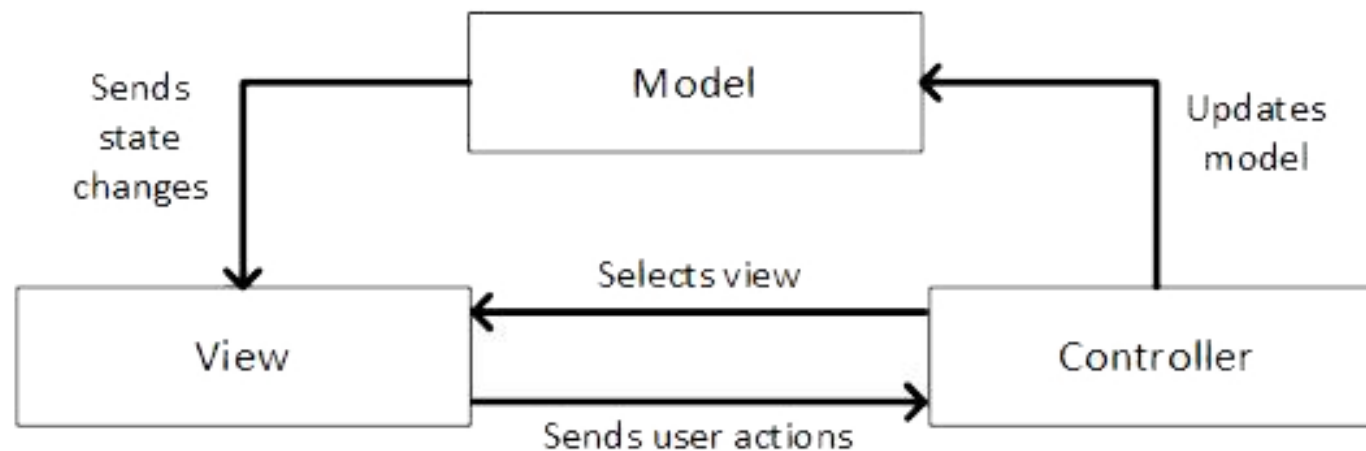 Model
Sends
state
changes
Updates
model
Selects view
View
Controller
Sends user actions